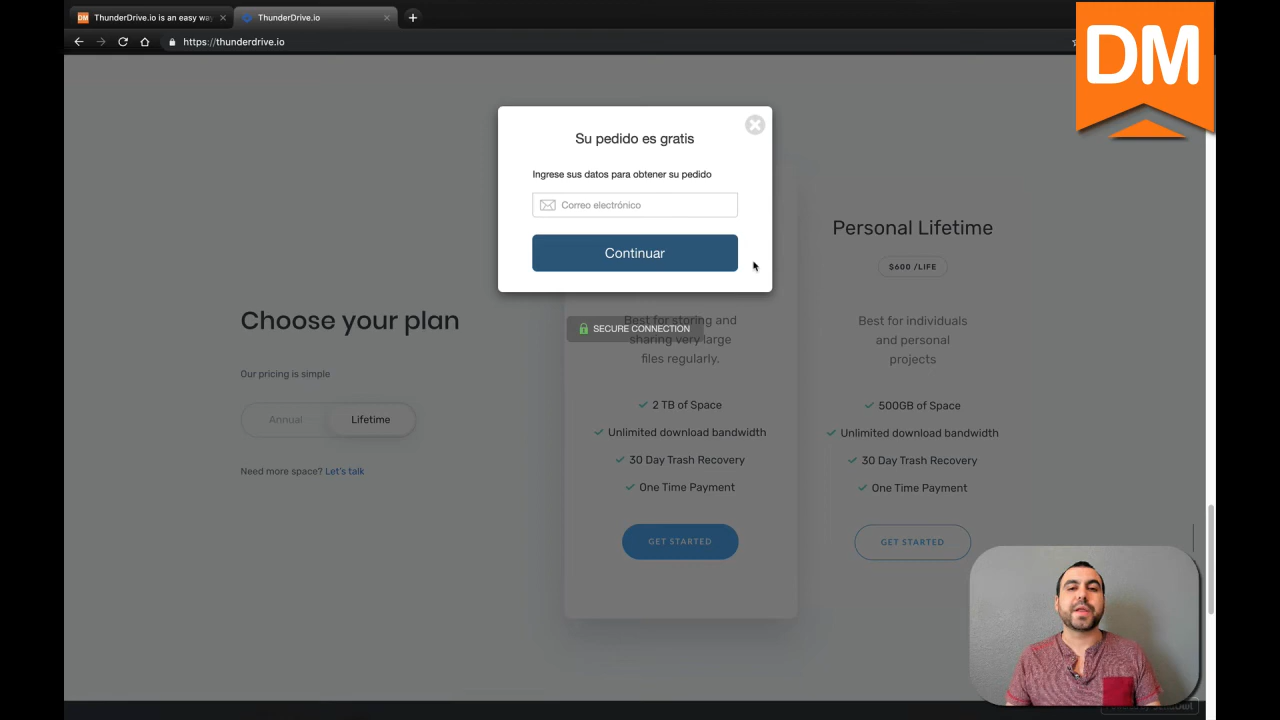 ThunderDrive.io is an easy way
ThunderDrive.io
https://thunderdrive.io
DM
Su pedido es gratis
Ingrese sus datos para obtener su pedido
Correo electrónico
Continuar
SECURE CONNECTION
Choose your plan
Our pricing is simple
Annual
Lifetime
Need more space? Let's talk
Best for storing and
sharing very large
files regularly.
2 TB of Space
Unlimited download bandwidth
30 Day Trash Recovery
One Time Payment
GET STARTED
Personal Lifetime
$600 /LIFE
Best for individuals
and personal
projects
500GB of Space
Unlimited download bandwidth
30 Day Trash Recovery
One Time Payment
GET STARTED